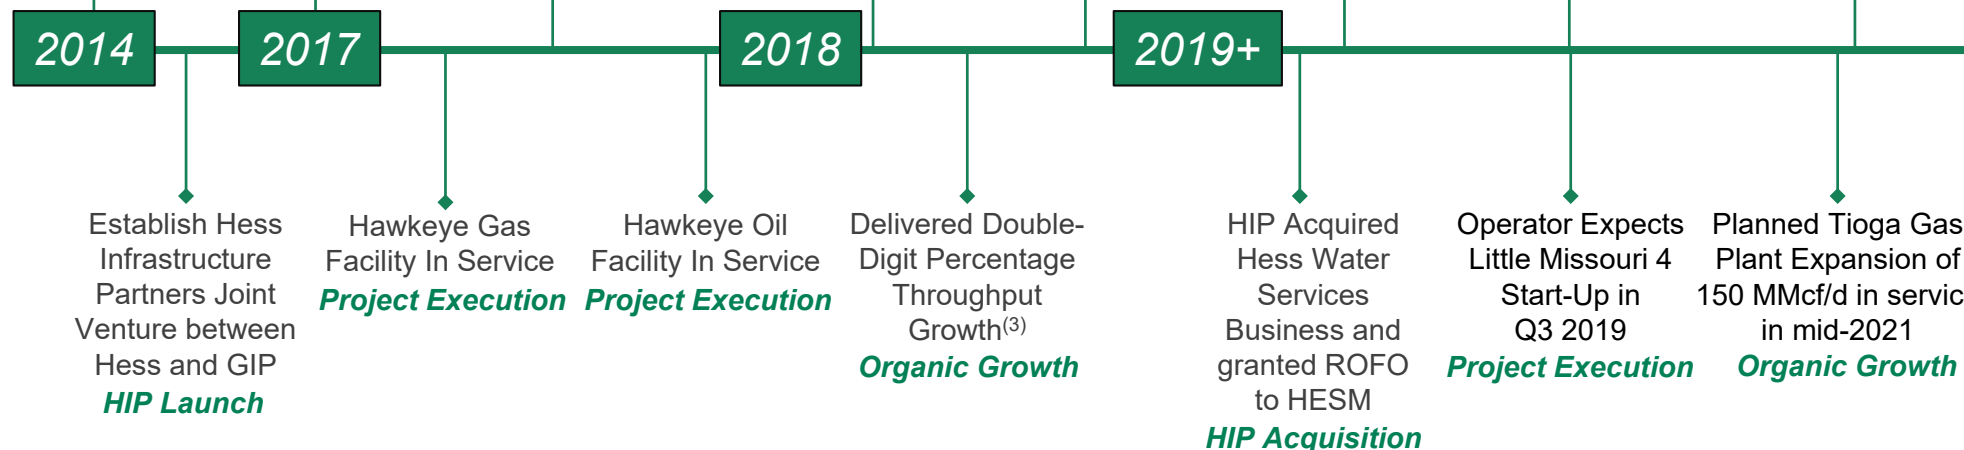 2014
2017
2018
2019+
Establish Hess
Infrastructure
Partners Joint
Venture between
Hess and GIP
HIP Launch
Hawkeye Gas
Facility In Service
Project Execution
Hawkeye Oil
Facility In Service
Project Execution
Delivered Double-
Digit Percentage
Throughput
Growth(3)
Organic Growth
HIP Acquired
Hess Water
Services
Business and
granted ROFO
to HESM
HIP Acquisition
Operator Expects
Little Missouri 4
Start-Up in
Q3 2019
Project Execution
Planned Tioga Gas
Plant Expansion of
150 MMcf/d in servic
in mid-2021
Organic Growth